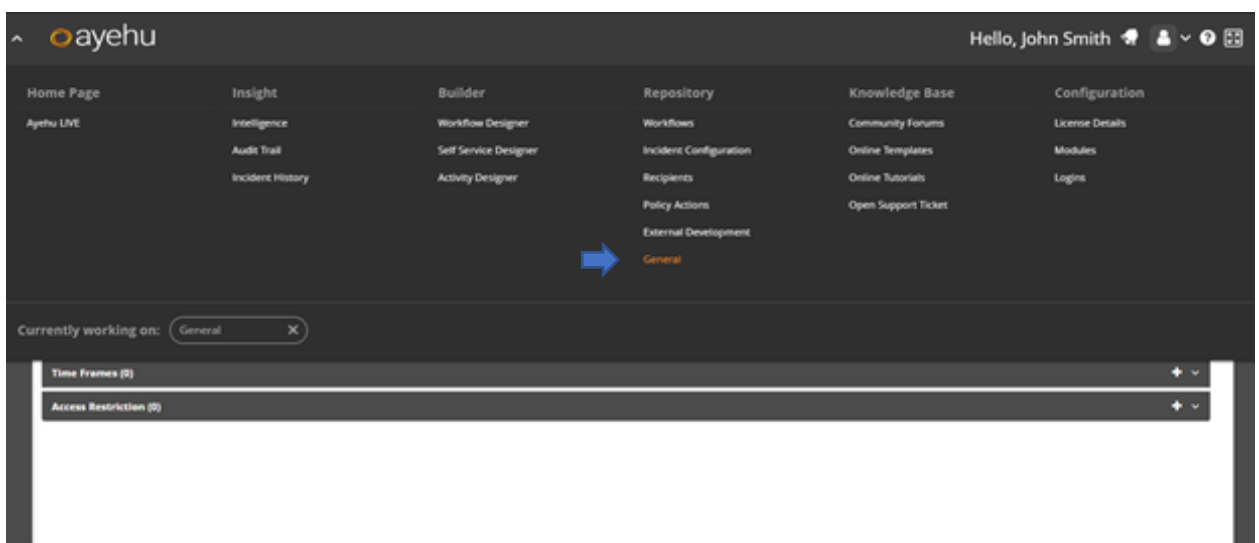 ayehu
Hello, John Smith
Home Page
Ayehu LIVE
Insight
Intelligence
Audit Trail
Incident History
Builder
Workflow Designer
Self Service Designer
Activity Designer
Repository
Workflows
Incident Configuration
Recipients
Policy Actions
External Development
General
Knowledge Base
Community Forums
Online Templates
Online Tutorials
Open Support Ticket
Configuration
License Details
Modules
Logins
Currently working on: General
Time Frames (0)
Access Restriction (0)